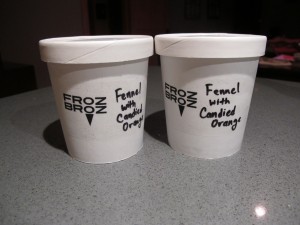 FROZ
BROZ
Fennel
with
Candied
Orange
FROZ
BROZ
Fennel
with
Candied
Orange